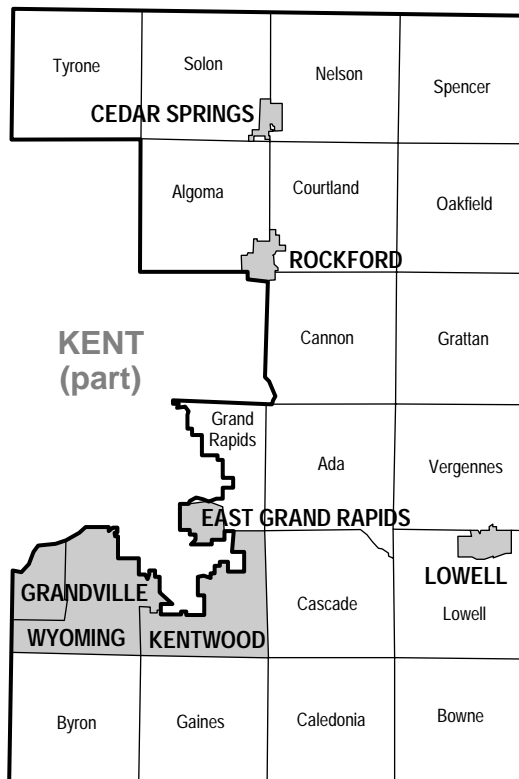 Tyrone
Solon
Nelson
Spencer
CEDAR SPRINGS
Algoma
Courtland
Oakfield
ROCKFORD
KENT
(part)
Cannon
Grattan
Grand
Rapids
Ada
Vergennes
EAST GRAND RAPIDS
GRANDVILLE
LOWELL
Cascade
Lowell
WYOMING
KENTWOOD
Byron
Gaines
Caledonia
Bowne